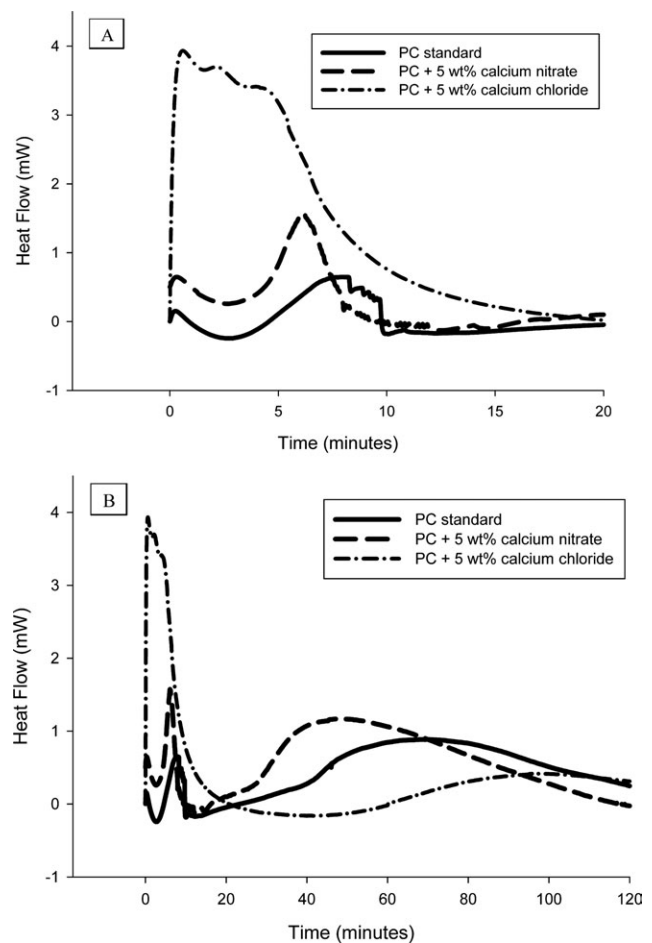 A
PC standard
PC + 5 wt% calcium nitrate
PC + 5 wt% calcium chloride
4
3
2
1
0
-1
Heat Flow (mW)
0 5 10 15 20
Time (minutes)
B
PC standard
PC + 5 wt% calcium nitrate
PC + 5 wt% calcium chloride
4
3
2
1
0
-1
Heat Flow (mW)
0 20 40 60 80 100 120
Time (minutes)